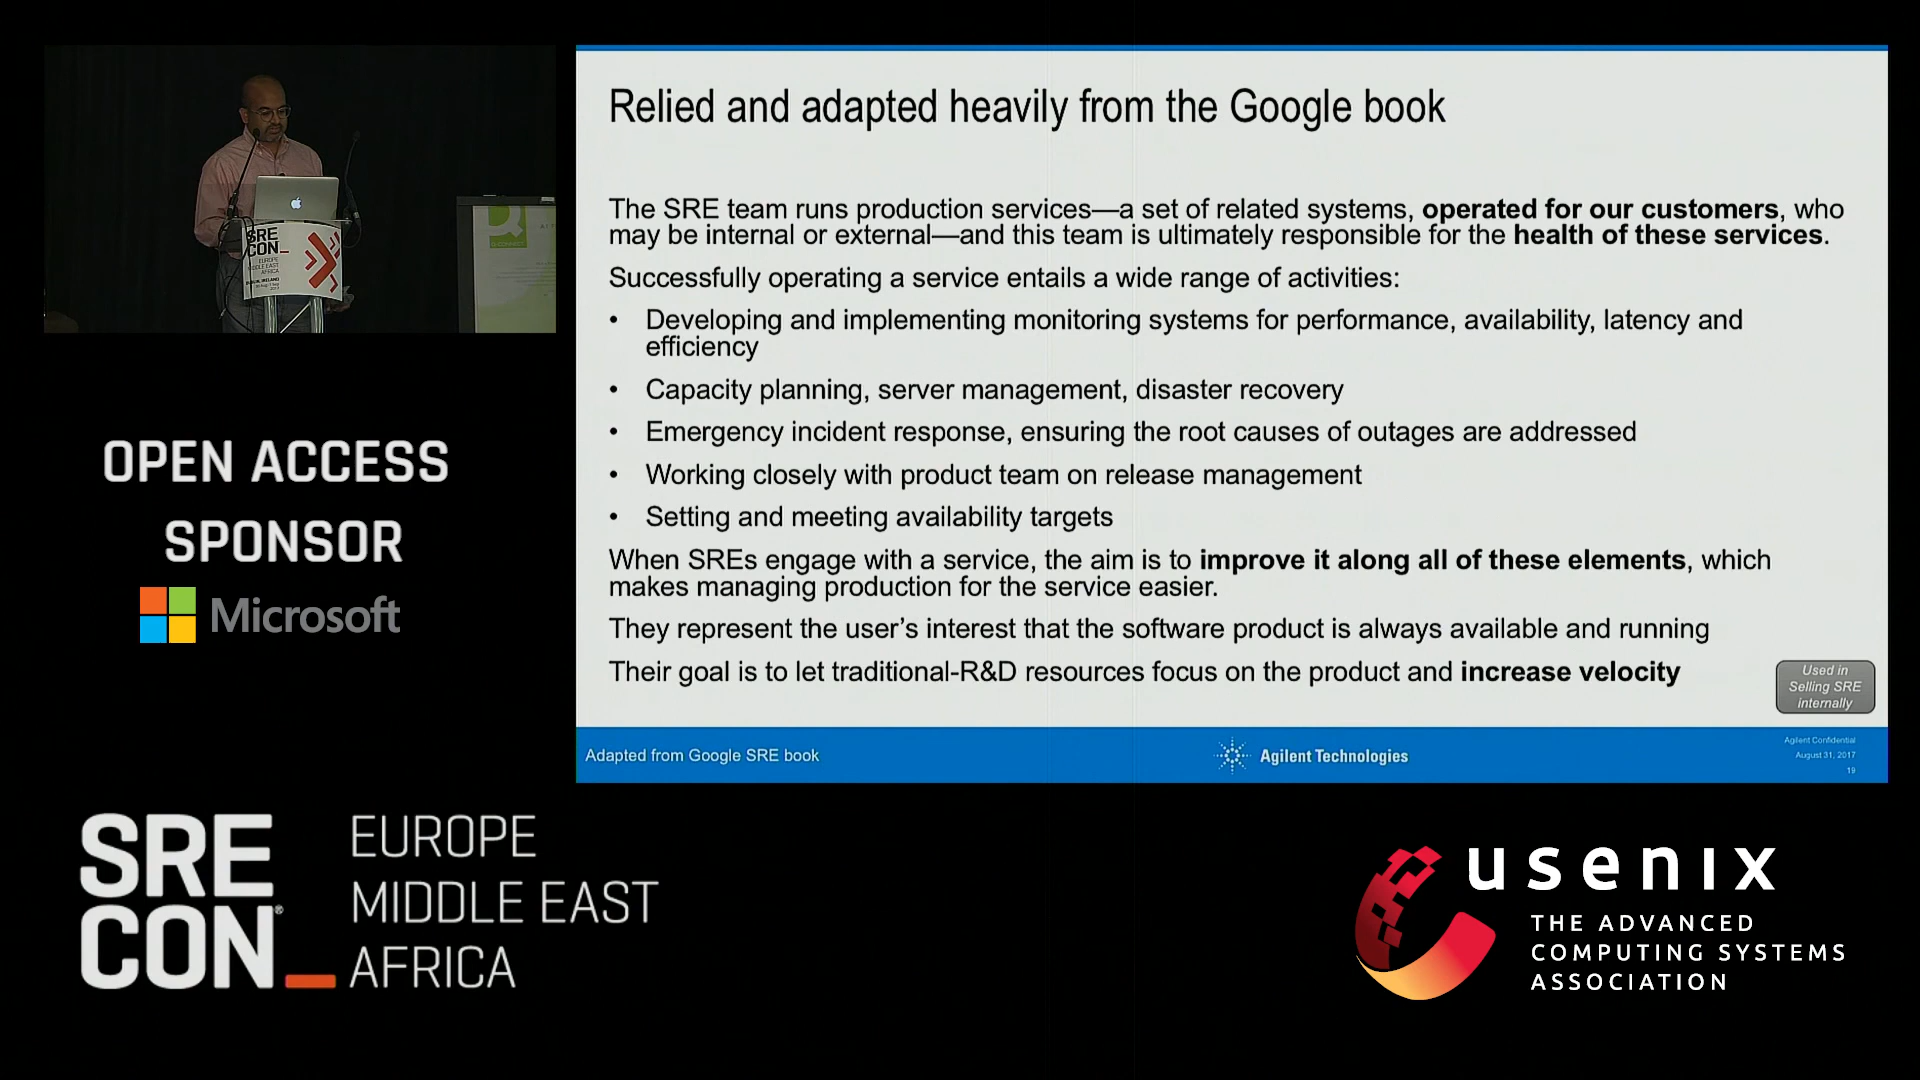 Relied and adapted heavily from the Google book
The SRE team runs production services—a set of related systems, operated for our customers, who
may be internal or external—and this team is ultimately responsible for the health of these services.
Successfully operating a service entails a wide range of activities:
• Developing and implementing monitoring systems for performance, availability, latency and
efficiency
• Capacity planning, server management, disaster recovery
• Emergency incident response, ensuring the root causes of outages are addressed
• Working closely with product team on release management
• Setting and meeting availability targets
When SREs engage with a service, the aim is to improve it along all of these elements, which
makes managing production for the service easier.
They represent the user's interest that the software product is always available and running
Their goal is to let traditional-R&D resources focus on the product and increase velocity
Used in
Selling SRE
internally
Adapted from Google SRE book
Agilent Technologies
Agilent Confidential
August 31, 2017
19
SRE
CON_
EUROPE
MIDDLE EAST
AFRICA
OPEN ACCESS
SPONSOR
Microsoft
SRE
CON_
®
EUROPE
MIDDLE EAST
AFRICA
usenix
THE ADVANCED
COMPUTING SYSTEMS
ASSOCIATION